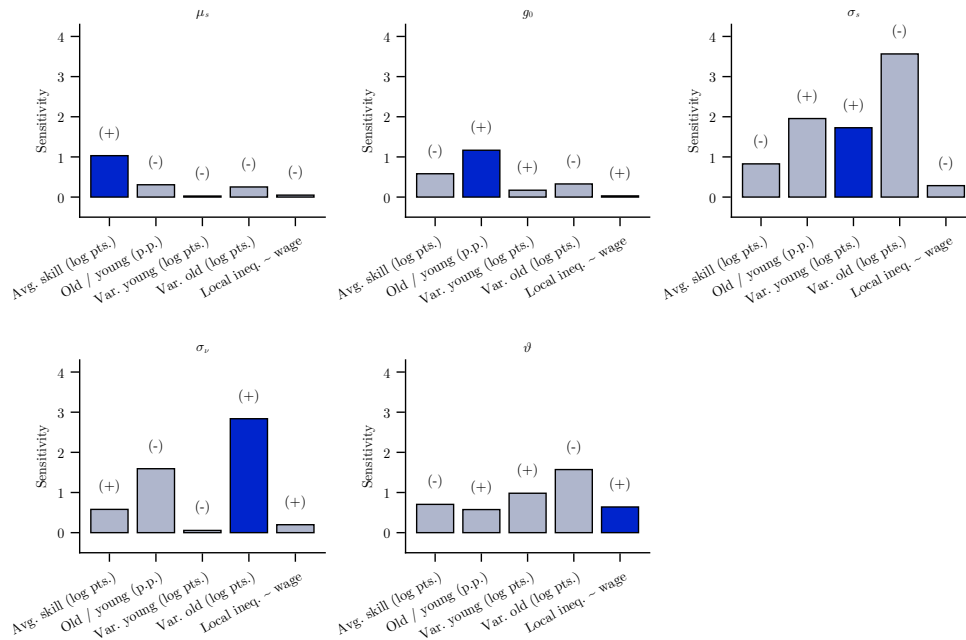 μ_s
4
3
2
1
0
Sensitivity
(+)
(-)
(-)
(-)
(-)
Avg. skill (log pts.)
Old / young (p.p.)
Var. young (log pts.)
Var. old (log pts.)
Local ineq. ~ wage
g_0
4
3
2
1
0
Sensitivity
(-)
(+)
(+)
(-)
(+)
Avg. skill (log pts.)
Old / young (p.p.)
Var. young (log pts.)
Var. old (log pts.)
Local ineq. ~ wage
σ_s
4
3
2
1
0
Sensitivity
(-)
(+)
(+)
(-)
(-)
Avg. skill (log pts.)
Old / young (p.p.)
Var. young (log pts.)
Var. old (log pts.)
Local ineq. ~ wage
σ_ν
4
3
2
1
0
Sensitivity
(+)
(-)
(-)
(+)
(+)
Avg. skill (log pts.)
Old / young (p.p.)
Var. young (log pts.)
Var. old (log pts.)
Local ineq. ~ wage
ϑ
4
3
2
1
0
Sensitivity
(-)
(+)
(+)
(-)
(+)
Avg. skill (log pts.)
Old / young (p.p.)
Var. young (log pts.)
Var. old (log pts.)
Local ineq. ~ wage